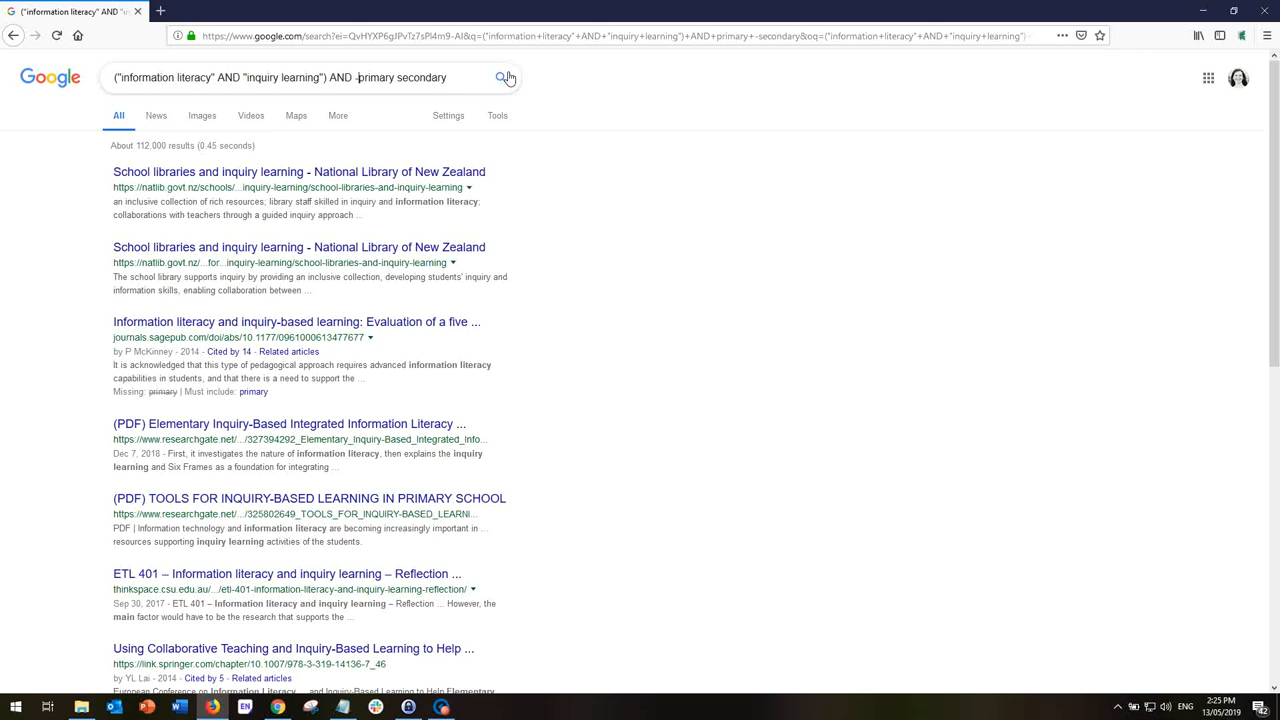 ("information literacy" AND "u
https://www.google.com/search?ei=QvHYXP6gJPvTz7sPl4m9-AI&q=("information+literacy"+AND+"inquiry+learning")+AND+primary+-secondary&oq=("information+literacy"+AND+"inquiry+learning")
Google
("information literacy" AND "inquiry learning") AND -primary secondary
All News Images Videos Maps More Settings Tools
About 112,000 results (0.45 seconds)
School libraries and inquiry learning - National Library of New Zealand
https://natlib.govt.nz/schools/...inquiry-learning/school-libraries-and-inquiry-learning
an inclusive collection of rich resources; library staff skilled in inquiry and information literacy;
collaborations with teachers through a guided inquiry approach ...
School libraries and inquiry learning - National Library of New Zealand
https://natlib.govt.nz/...for...inquiry-learning/school-libraries-and-inquiry-learning
The school library supports inquiry by providing an inclusive collection, developing students' inquiry and
information skills, enabling collaboration between ...
Information literacy and inquiry-based learning: Evaluation of a five ...
journals.sagepub.com/doi/abs/10.1177/0961000613477677
by P McKinney - 2014 - Cited by 14 - Related articles
It is acknowledged that this type of pedagogical approach requires advanced information literacy
capabilities in students, and that there is a need to support the ...
Missing: primary | Must include: primary
(PDF) Elementary Inquiry-Based Integrated Information Literacy ...
https://www.researchgate.net/.../327394292_Elementary_Inquiry-Based_Integrated_Info...
Dec 7, 2018 - First, it investigates the nature of information literacy, then explains the inquiry
learning and Six Frames as a foundation for integrating ...
(PDF) TOOLS FOR INQUIRY-BASED LEARNING IN PRIMARY SCHOOL
https://www.researchgate.net/.../325802649_TOOLS_FOR_INQUIRY-BASED_LEARNI...
PDF | Information technology and information literacy are becoming increasingly important in ...
resources supporting inquiry learning activities of the students.
ETL 401 – Information literacy and inquiry learning – Reflection ...
thinkspace.csu.edu.au/.../etl-401-information-literacy-and-inquiry-learning-reflection/
Sep 30, 2017 - ETL 401 – Information literacy and inquiry learning – Reflection ... However, the
main factor would have to be the research that supports the ...
Using Collaborative Teaching and Inquiry-Based Learning to Help ...
https://link.springer.com/chapter/10.1007/978-3-319-14136-7_46
by YL Lai - 2014 - Cited by 5 - Related articles
European Conference on Information Literacy ... and Inquiry-Based Learning to Help Elementary
EN
ENG
2:25 PM
13/05/2019
42